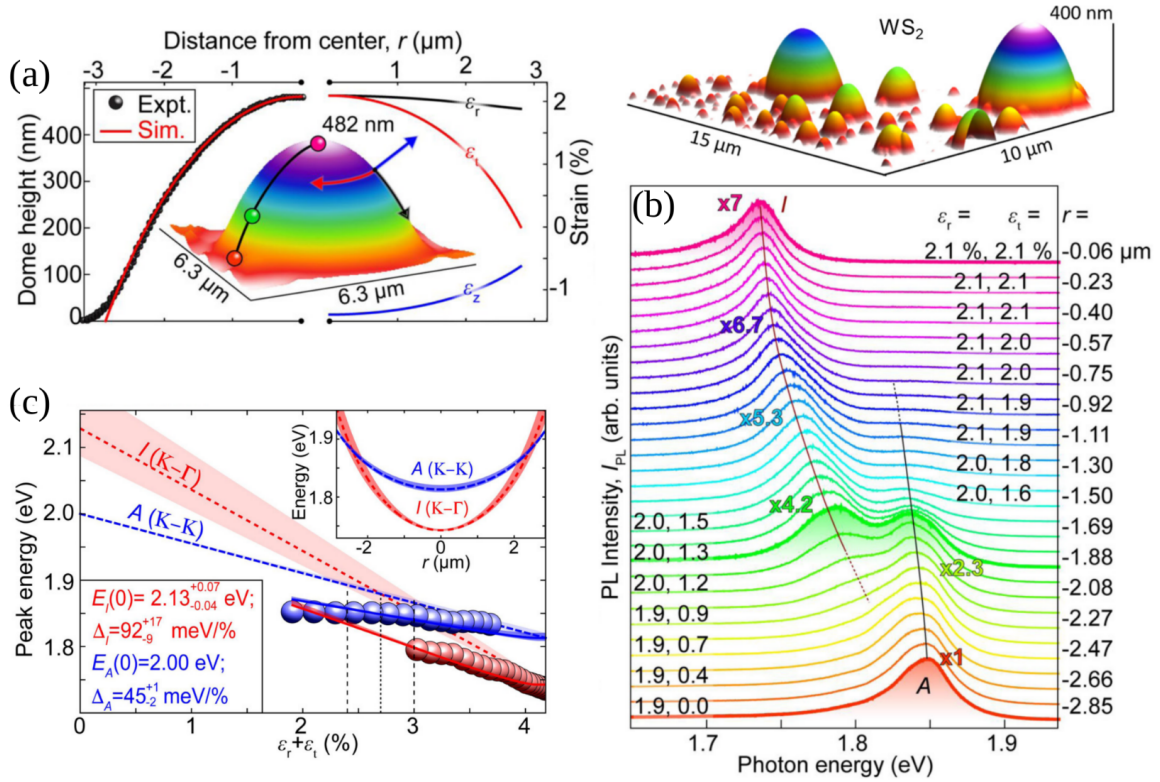 (a)
Distance from center, r (μm)
-3 -2 -1 0 1 2 3
Expt.
Sim.
Dome height (nm)
400
300
200
100
0
482 nm
6.3 μm
6.3 μm
εr
εt
εz
Strain (%)
2
1
0
-1
WS2
400 nm
15 μm
10 μm
(b)
x7
I
x6.7
x5.3
x4.2
x2.3
x1
A
εr = εt = r =
2.1 %, 2.1 % -0.06 μm
2.1, 2.1 -0.23
2.1, 2.1 -0.40
2.1, 2.0 -0.57
2.1, 2.0 -0.75
2.1, 1.9 -0.92
2.1, 1.9 -1.11
2.0, 1.8 -1.30
2.0, 1.6 -1.50
2.0, 1.5 -1.69
2.0, 1.3 -1.88
2.0, 1.2 -2.08
1.9, 0.9 -2.27
1.9, 0.7 -2.47
1.9, 0.4 -2.66
1.9, 0.0 -2.85
PL Intensity, IPL (arb. units)
1.7 1.8 1.9
Photon energy (eV)
(c)
Peak energy (eV)
2.1
2.0
1.9
1.8
I (K–Γ)
A (K–K)
EI(0)= 2.13+0.07-0.04 eV;
ΔI=92+17-9 meV/%
EA(0)=2.00 eV;
ΔA=45+1-2 meV/%
0 1 2 3 4
εr+εt (%)
Energy (eV)
1.9
1.8
A (K–K)
I (K–Γ)
-2 0 2
r (μm)